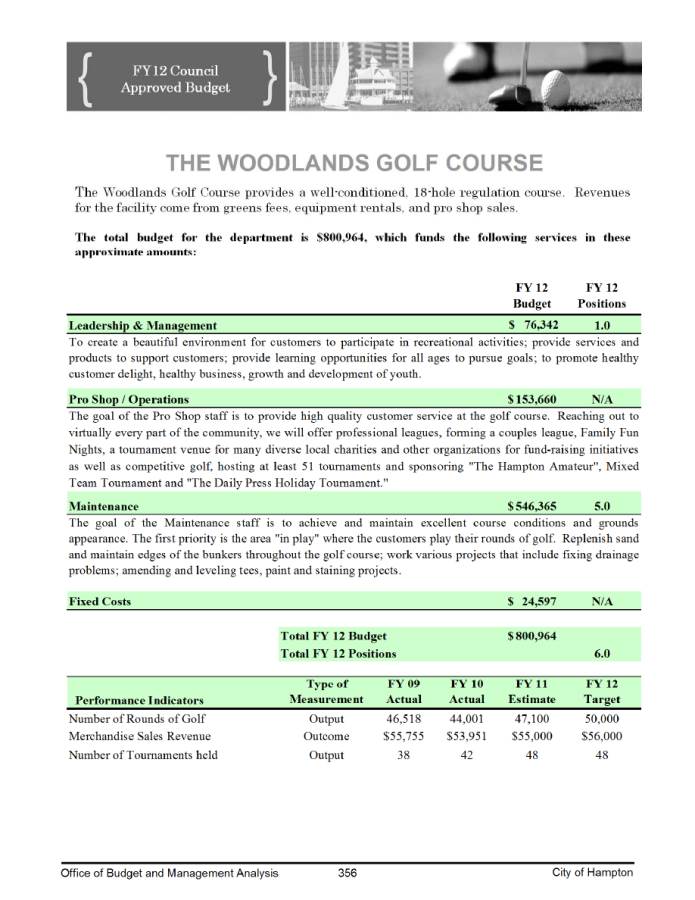 FY12 Council
Approved Budget
THE WOODLANDS GOLF COURSE
The Woodlands Golf Course provides a well-conditioned, 18-hole regulation course. Revenues
for the facility come from greens fees, equipment rentals, and pro shop sales.
The total budget for the department is $800,964, which funds the following services in these
approximate amounts:
FY 12 FY 12
Budget Positions
Leadership & Management $ 76,342 1.0
To create a beautiful environment for customers to participate in recreational activities; provide services and
products to support customers; provide learning opportunities for all ages to pursue goals; to promote healthy
customer delight, healthy business, growth and development of youth.
Pro Shop / Operations $153,660 N/A
The goal of the Pro Shop staff is to provide high quality customer service at the golf course. Reaching out to
virtually every part of the community, we will offer professional leagues, forming a couples league, Family Fun
Nights, a tournament venue for many diverse local charities and other organizations for fund-raising initiatives
as well as competitive golf, hosting at least 51 tournaments and sponsoring "The Hampton Amateur", Mixed
Team Tournament and "The Daily Press Holiday Tournament."
Maintenance $546,365 5.0
The goal of the Maintenance staff is to achieve and maintain excellent course conditions and grounds
appearance. The first priority is the area "in play" where the customers play their rounds of golf. Replenish sand
and maintain edges of the bunkers throughout the golf course; work various projects that include fixing drainage
problems; amending and leveling tees, paint and staining projects.
Fixed Costs $ 24,597 N/A
Total FY 12 Budget $800,964
Total FY 12 Positions 6.0
Type of FY 09 FY 10 FY 11 FY 12
Performance Indicators Measurement Actual Actual Estimate Target
Number of Rounds of Golf Output 46,518 44,001 47,100 50,000
Merchandise Sales Revenue Outcome $55,755 $53,951 $55,000 $56,000
Number of Tournaments held Output 38 42 48 48
Office of Budget and Management Analysis 356 City of Hampton